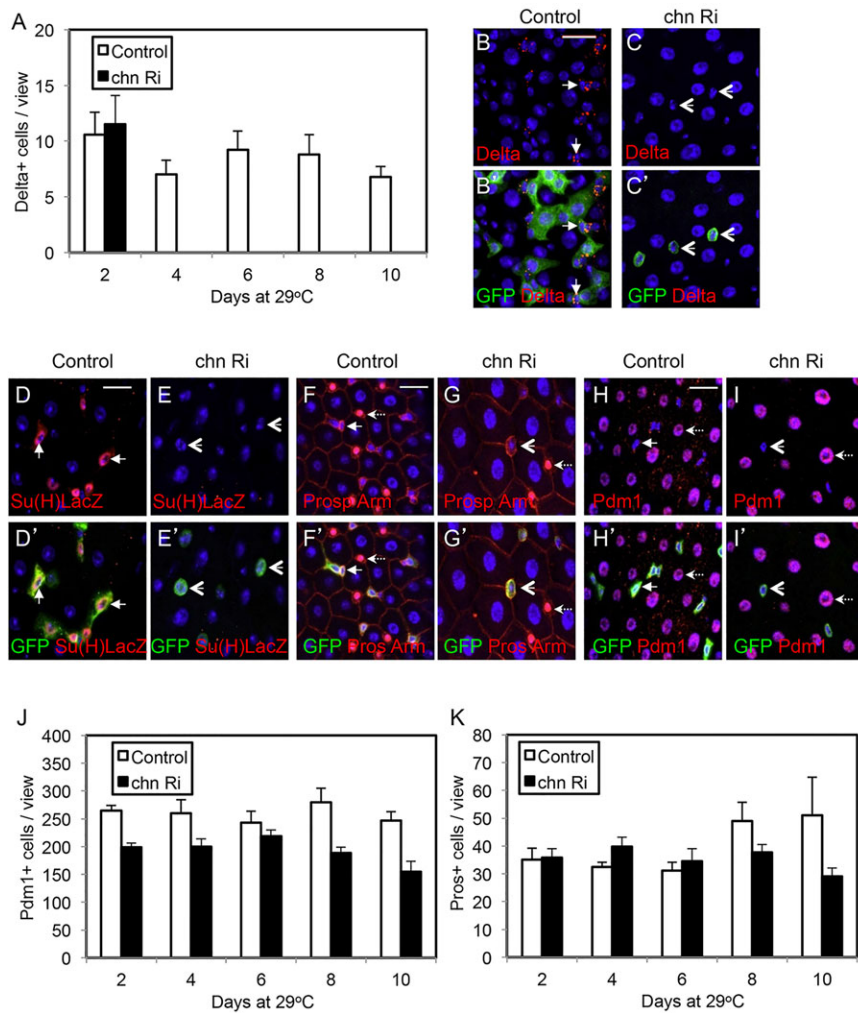 A
20
15
10
5
0
Delta+ cells / view
Control
chn Ri
2 4 6 8 10
Days at 29°C
Control chn Ri
B C
Delta Delta
B' C'
GFP Delta GFP Delta
Control chn Ri Control chn Ri Control chn Ri
D E F G H I
Su(H)LacZ Su(H)LacZ Prosp Arm Prosp Arm Pdm1 Pdm1
D' E' F' G' H' I'
GFP Su(H)LacZ GFP Su(H)LacZ GFP Pros Arm GFP Pros Arm GFP Pdm1 GFP Pdm1
J
400
350
300
250
200
150
100
50
0
Pdm1+ cells / view
Control
chn Ri
2 4 6 8 10
Days at 29°C
K
80
70
60
50
40
30
20
10
0
Pros+ cells / view
Control
chn Ri
2 4 6 8 10
Days at 29°C